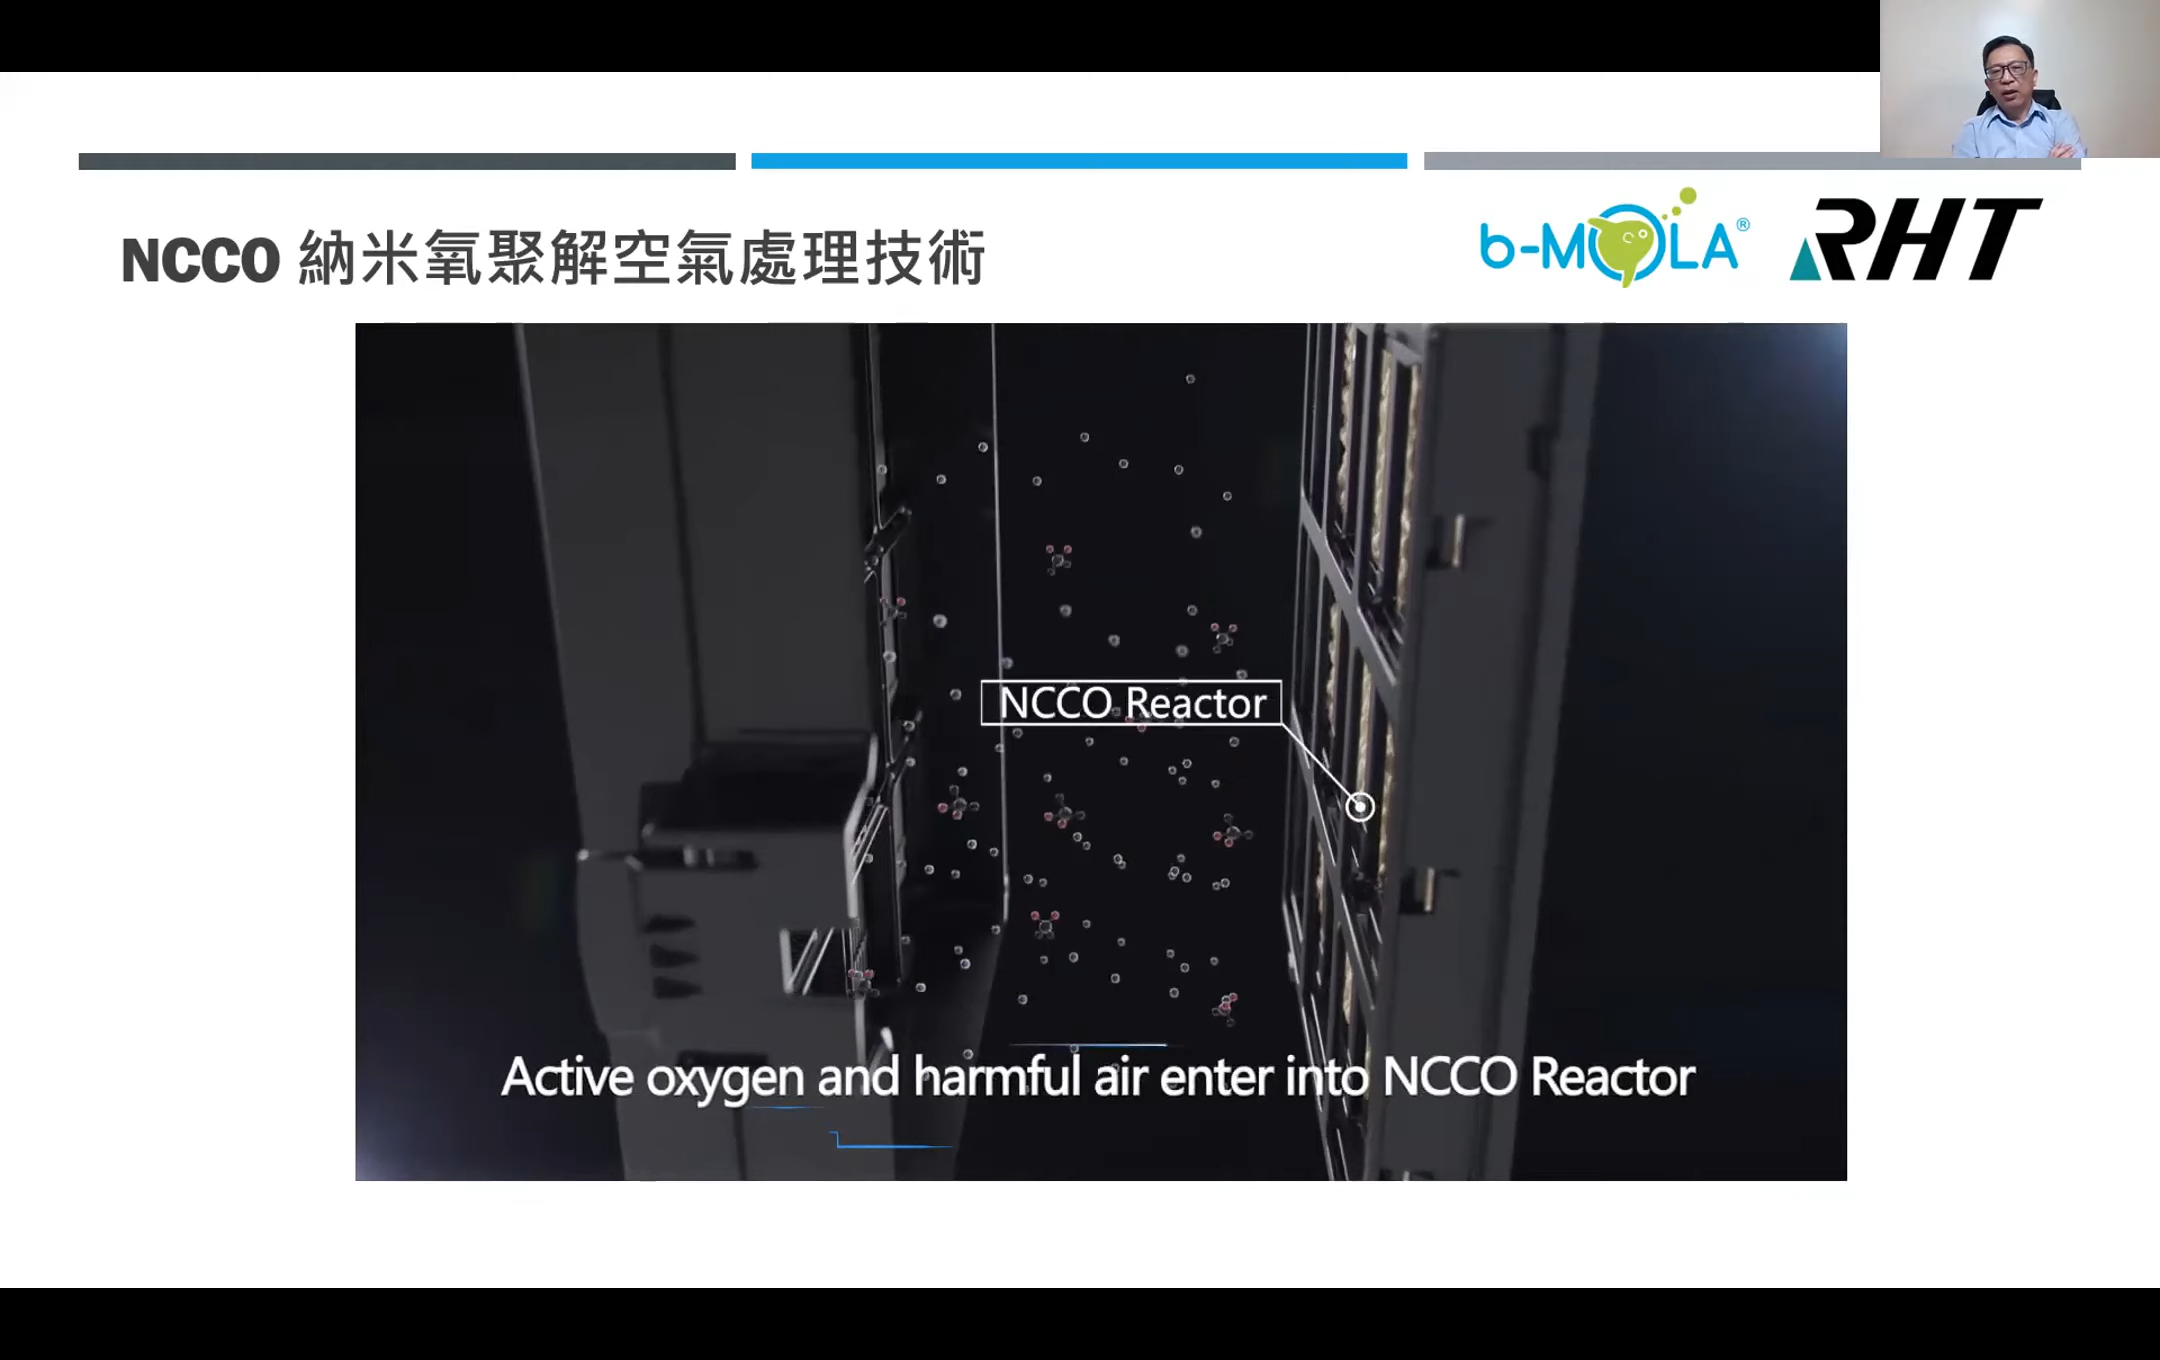 NCCO 納米氧聚解空氣處理技術
b-MOLA®
RHT
NCCO Reactor
Active oxygen and harmful air enter into NCCO Reactor